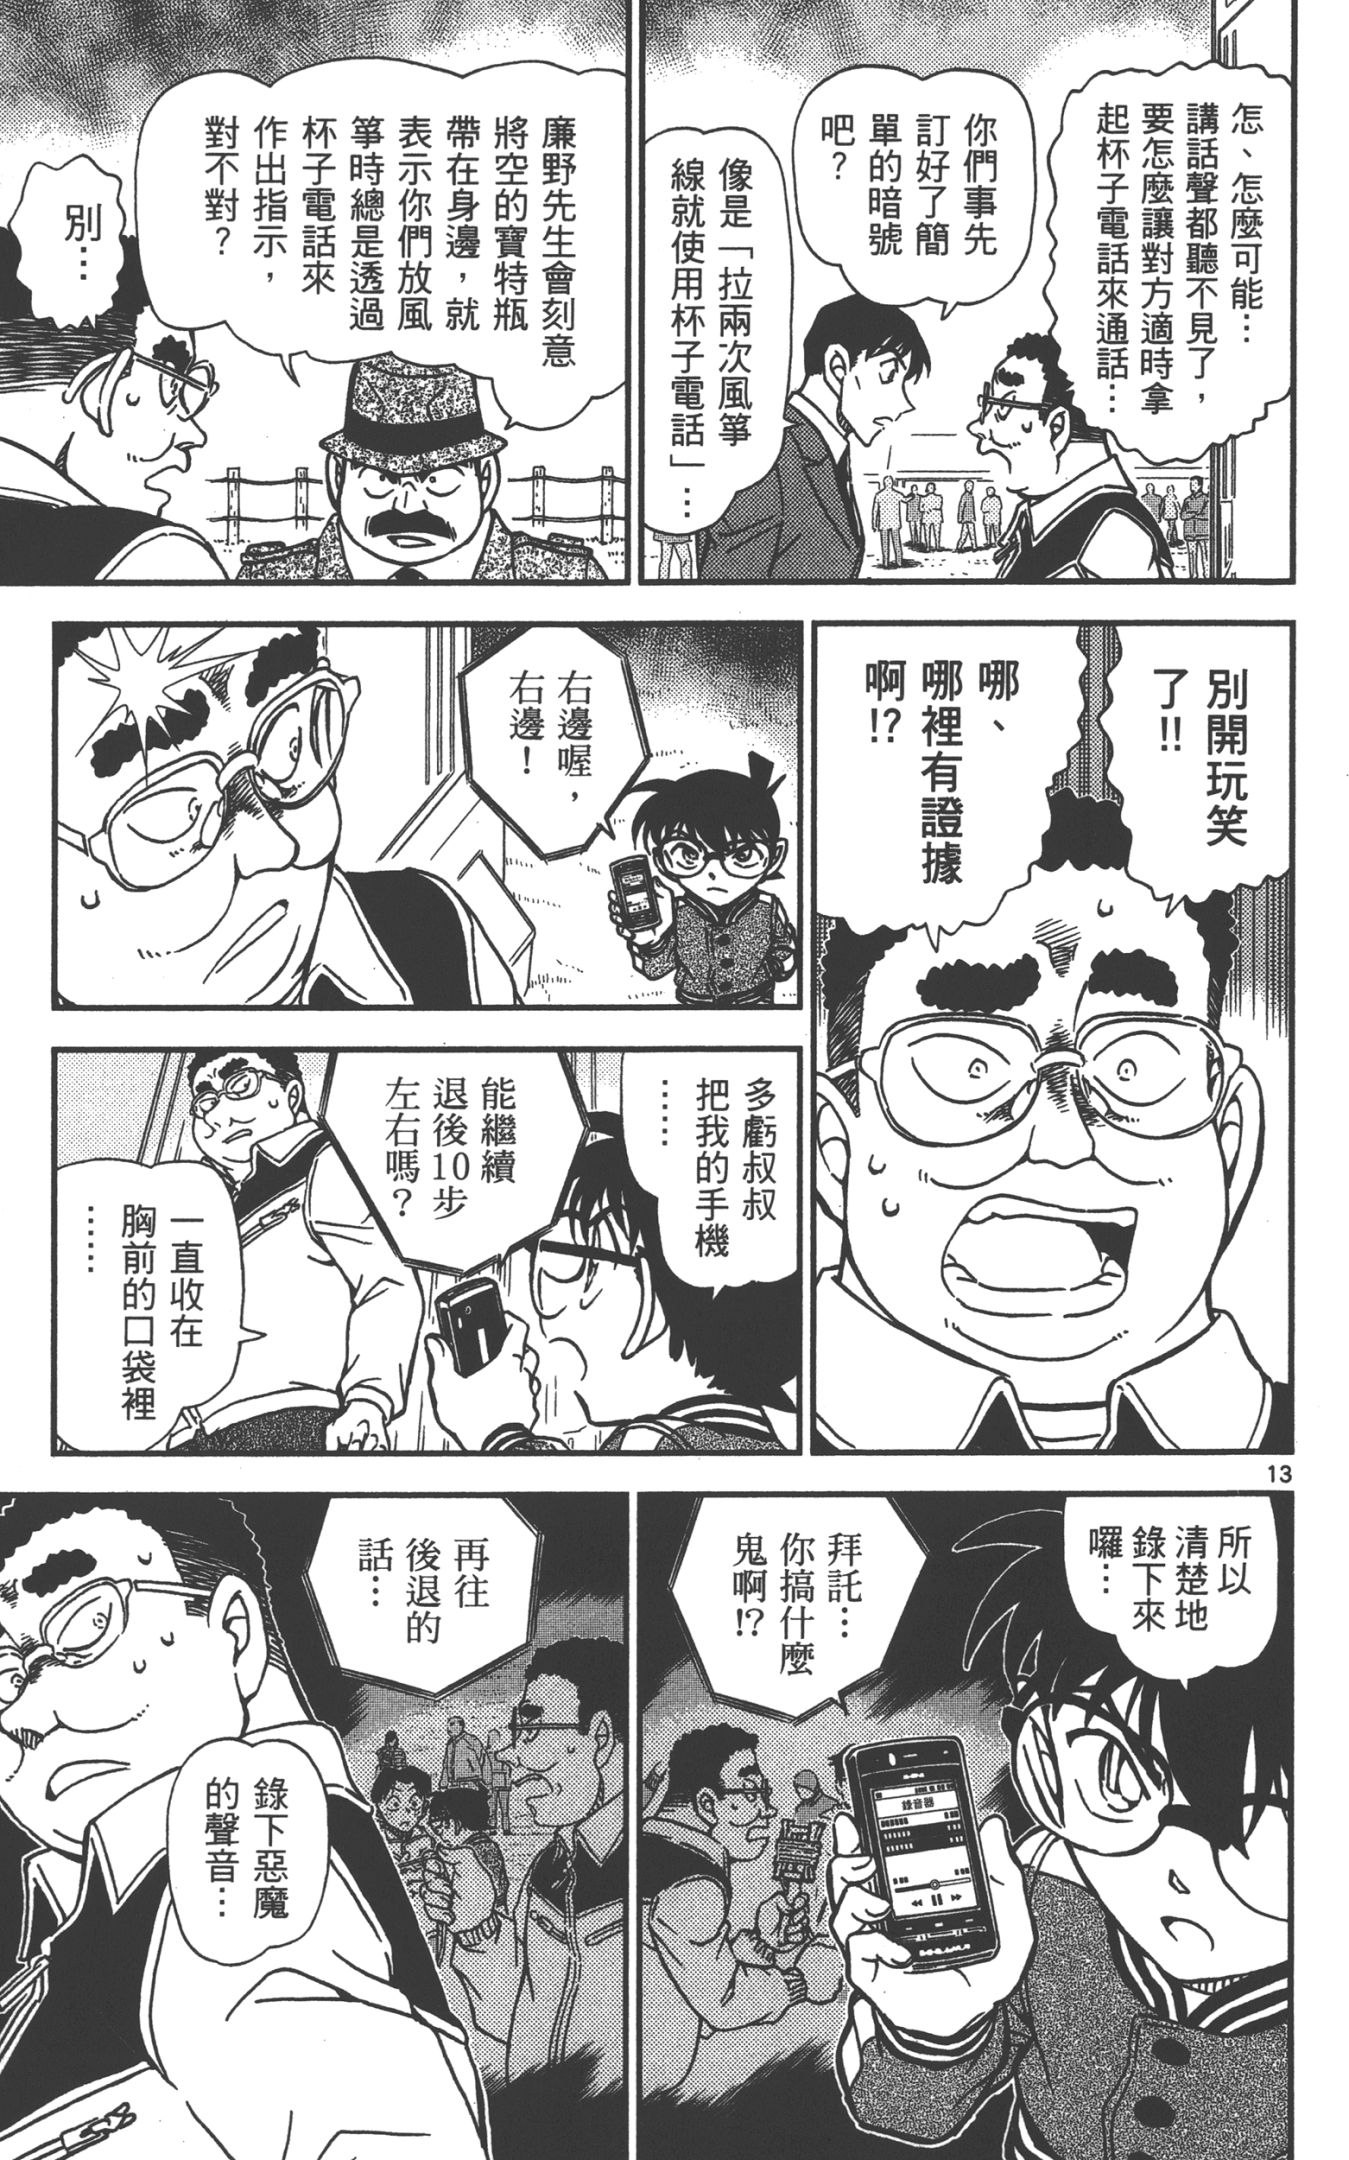 怎、怎麼可能…
講話聲都聽不見了，
要怎麼讓對方適時拿
起杯子電話來通話…
你們事先
訂好了簡
單的暗號
吧？
像是「拉兩次風箏
線就使用杯子電話」…
廉野先生會刻意
將空的寶特瓶
帶在身邊，就
表示你們放風
箏時總是透過
杯子電話來
作出指示，
對不對？
別…
別開玩笑
了!!
哪、
哪裡有證據
啊!?
右邊喔，
右邊！
多虧叔叔
把我的手機
……
能繼續
退後10步
左右嗎？
一直收在
胸前的口袋裡
……
13
所以
清楚地
錄下來
囉…
錄音器
拜託…
你搞什麼
鬼啊!?
再往
後退的
話…
錄下惡魔
的聲音…